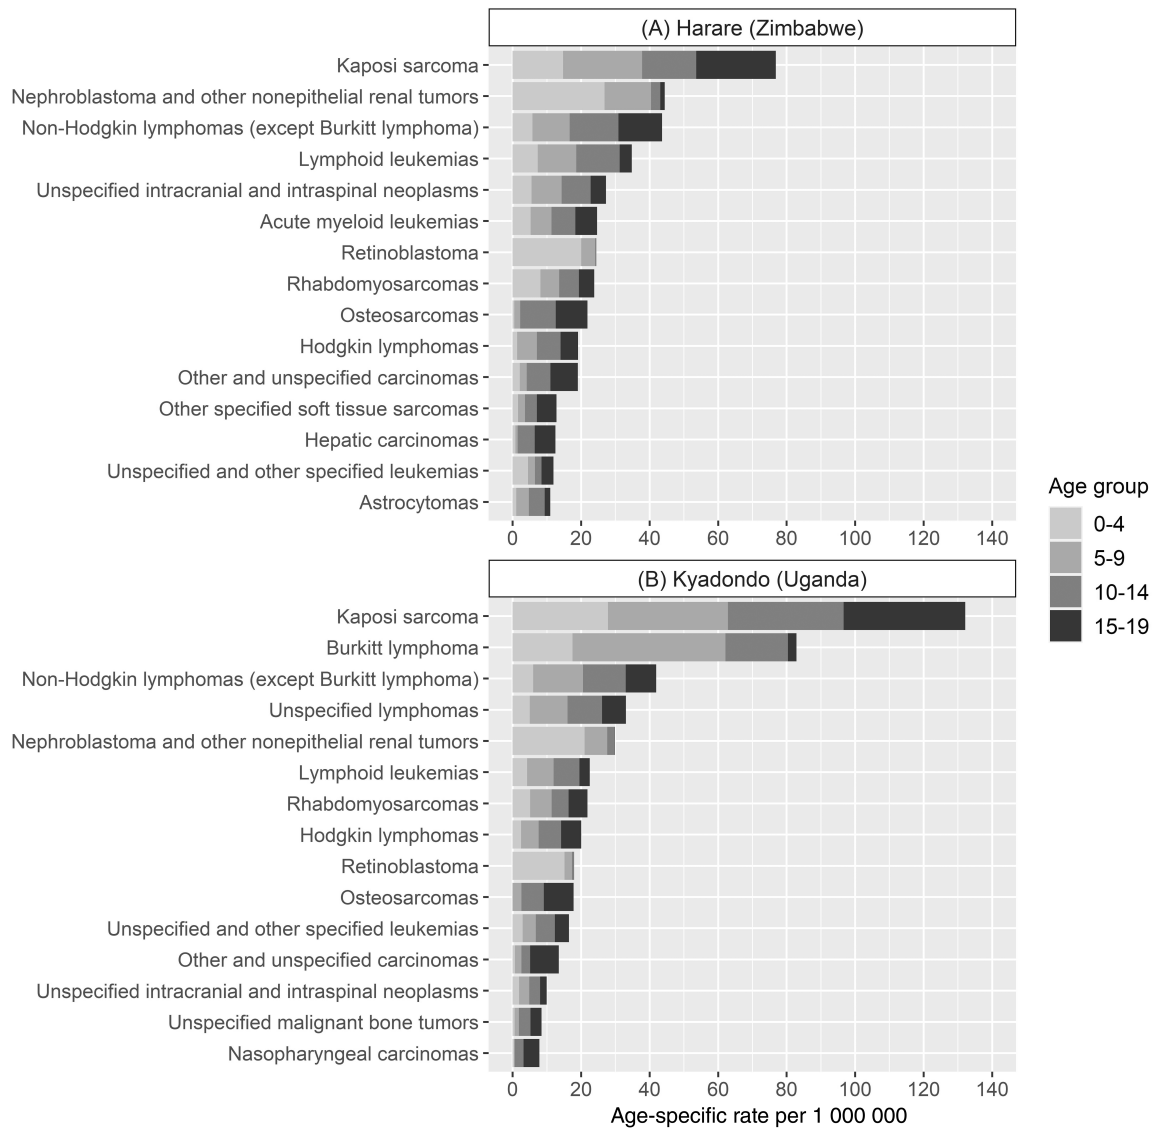 (A) Harare (Zimbabwe)
Kaposi sarcoma
Nephroblastoma and other nonepithelial renal tumors
Non-Hodgkin lymphomas (except Burkitt lymphoma)
Lymphoid leukemias
Unspecified intracranial and intraspinal neoplasms
Acute myeloid leukemias
Retinoblastoma
Rhabdomyosarcomas
Osteosarcomas
Hodgkin lymphomas
Other and unspecified carcinomas
Other specified soft tissue sarcomas
Hepatic carcinomas
Unspecified and other specified leukemias
Astrocytomas
0 20 40 60 80 100 120 140
Age group
0-4
5-9
10-14
15-19
(B) Kyadondo (Uganda)
Kaposi sarcoma
Burkitt lymphoma
Non-Hodgkin lymphomas (except Burkitt lymphoma)
Unspecified lymphomas
Nephroblastoma and other nonepithelial renal tumors
Lymphoid leukemias
Rhabdomyosarcomas
Hodgkin lymphomas
Retinoblastoma
Osteosarcomas
Unspecified and other specified leukemias
Other and unspecified carcinomas
Unspecified intracranial and intraspinal neoplasms
Unspecified malignant bone tumors
Nasopharyngeal carcinomas
0 20 40 60 80 100 120 140
Age-specific rate per 1 000 000